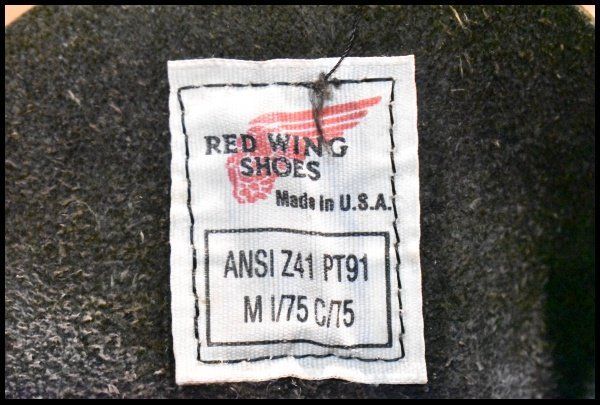 RED WING
SHOES
Made in U.S.A.
ANSI Z41 PT91
M I/75 C/75